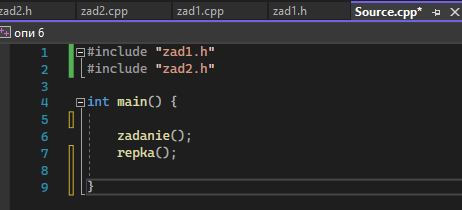 zad2.h zad2.cpp zad1.cpp zad1.h Source.cpp*
опи 6
1 #include "zad1.h"
2 #include "zad2.h"
3
4 int main() {
5
6 zadanie();
7 repka();
8
9 }